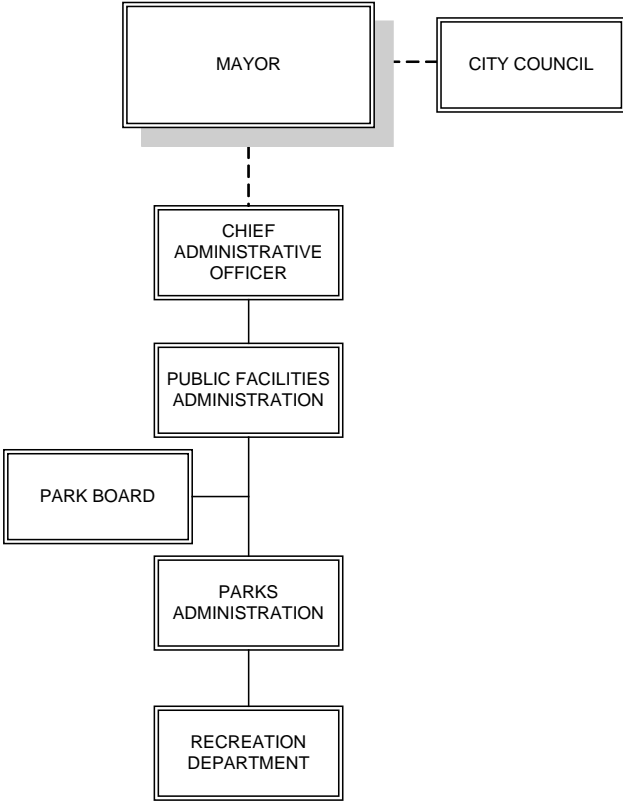 MAYOR
CITY COUNCIL
CHIEF
ADMINISTRATIVE
OFFICER
PUBLIC FACILITIES
ADMINISTRATION
PARK BOARD
PARKS
ADMINISTRATION
RECREATION
DEPARTMENT